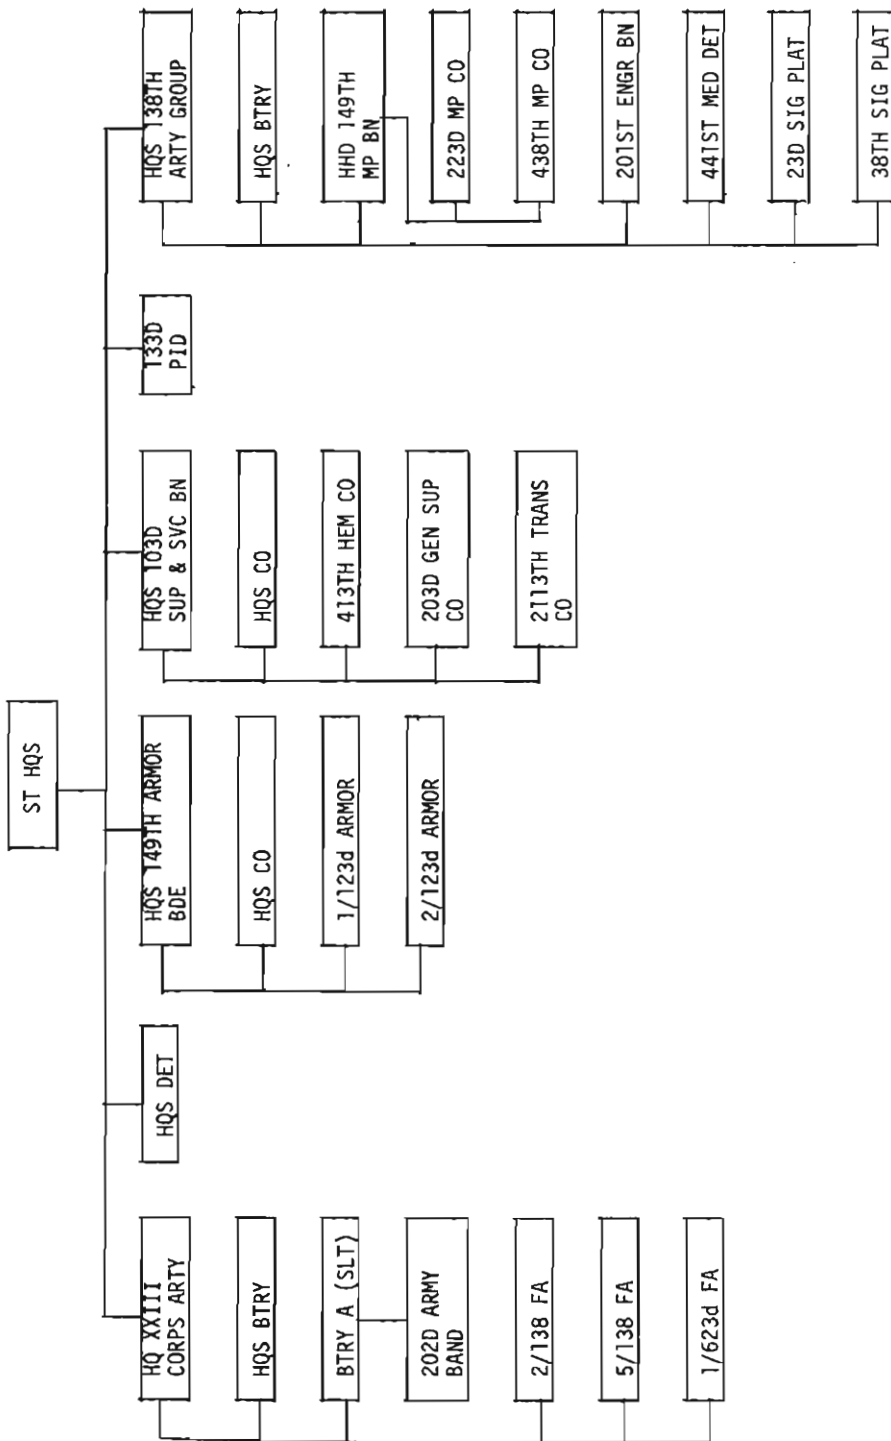 ST HQS
HQ XXIII
CORPS ARTY
HQS BTRY
BTRY A (SLT)
202D ARMY
BAND
2/138 FA
5/138 FA
1/623d FA
HQS DET
HQS 149TH ARMOR
BDE
HQS CO
1/123d ARMOR
2/123d ARMOR
HQS 103D
SUP & SVC BN
HQS CO
413TH HEM CO
203D GEN SUP
CO
2113TH TRANS
CO
133D
PID
HQS 138TH
ARTY GROUP
HQS BTRY
HHD 149TH
MP BN
223D MP CO
438TH MP CO
201ST ENGR BN
441ST MED DET
23D SIG PLAT
38TH SIG PLAT